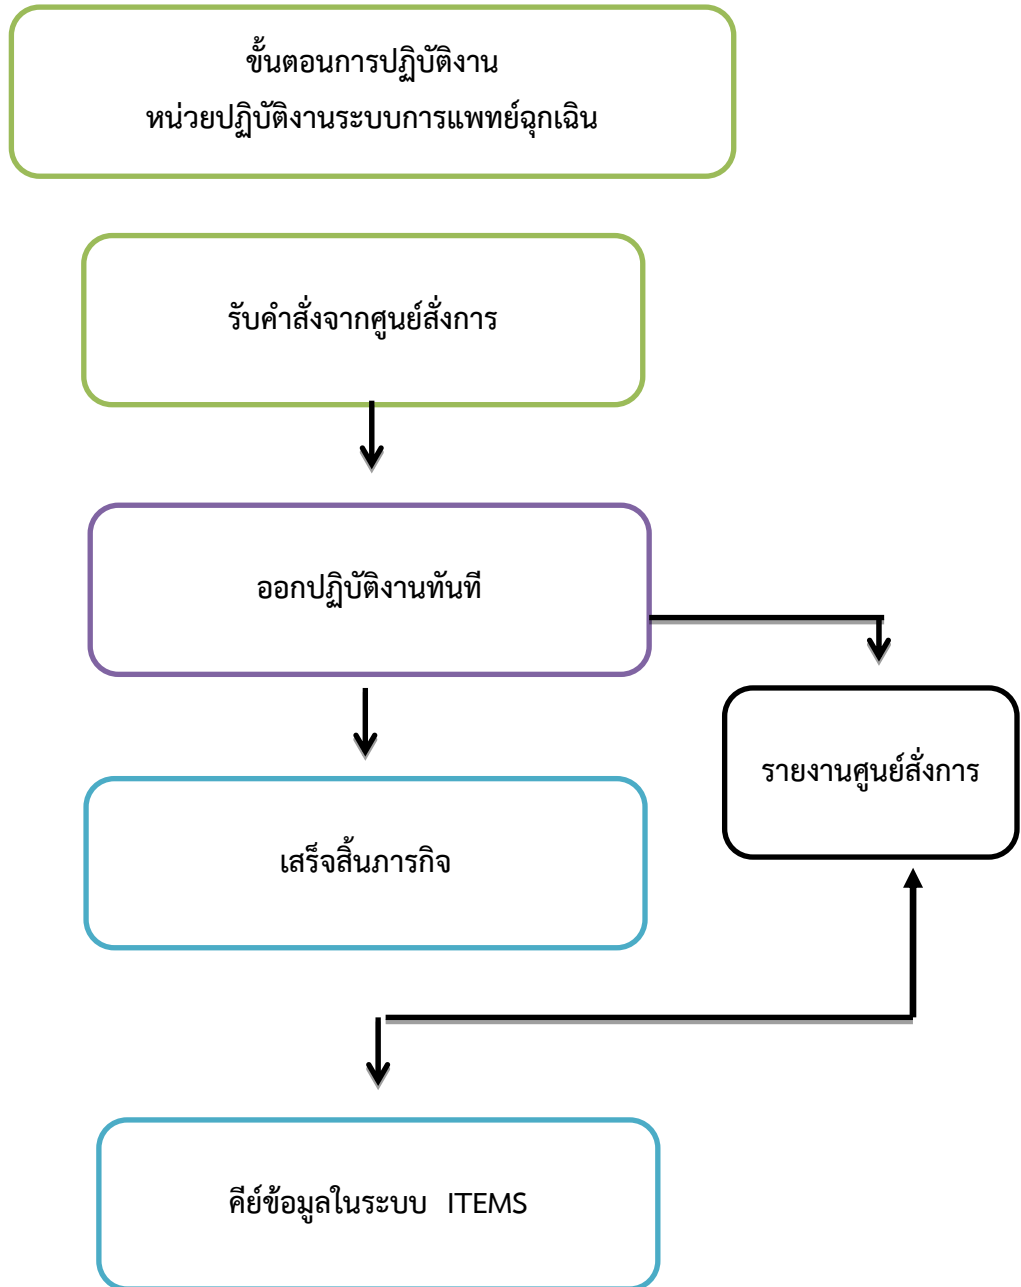 ขั้นตอนการปฏิบัติงาน
หน่วยปฏิบัติงานระบบการแพทย์ฉุกเฉิน
รับคำสั่งจากศูนย์สั่งการ
ออกปฏิบัติงานทันที
รายงานศูนย์สั่งการ
เสร็จสิ้นภารกิจ
คีย์ข้อมูลในระบบ ITEMS